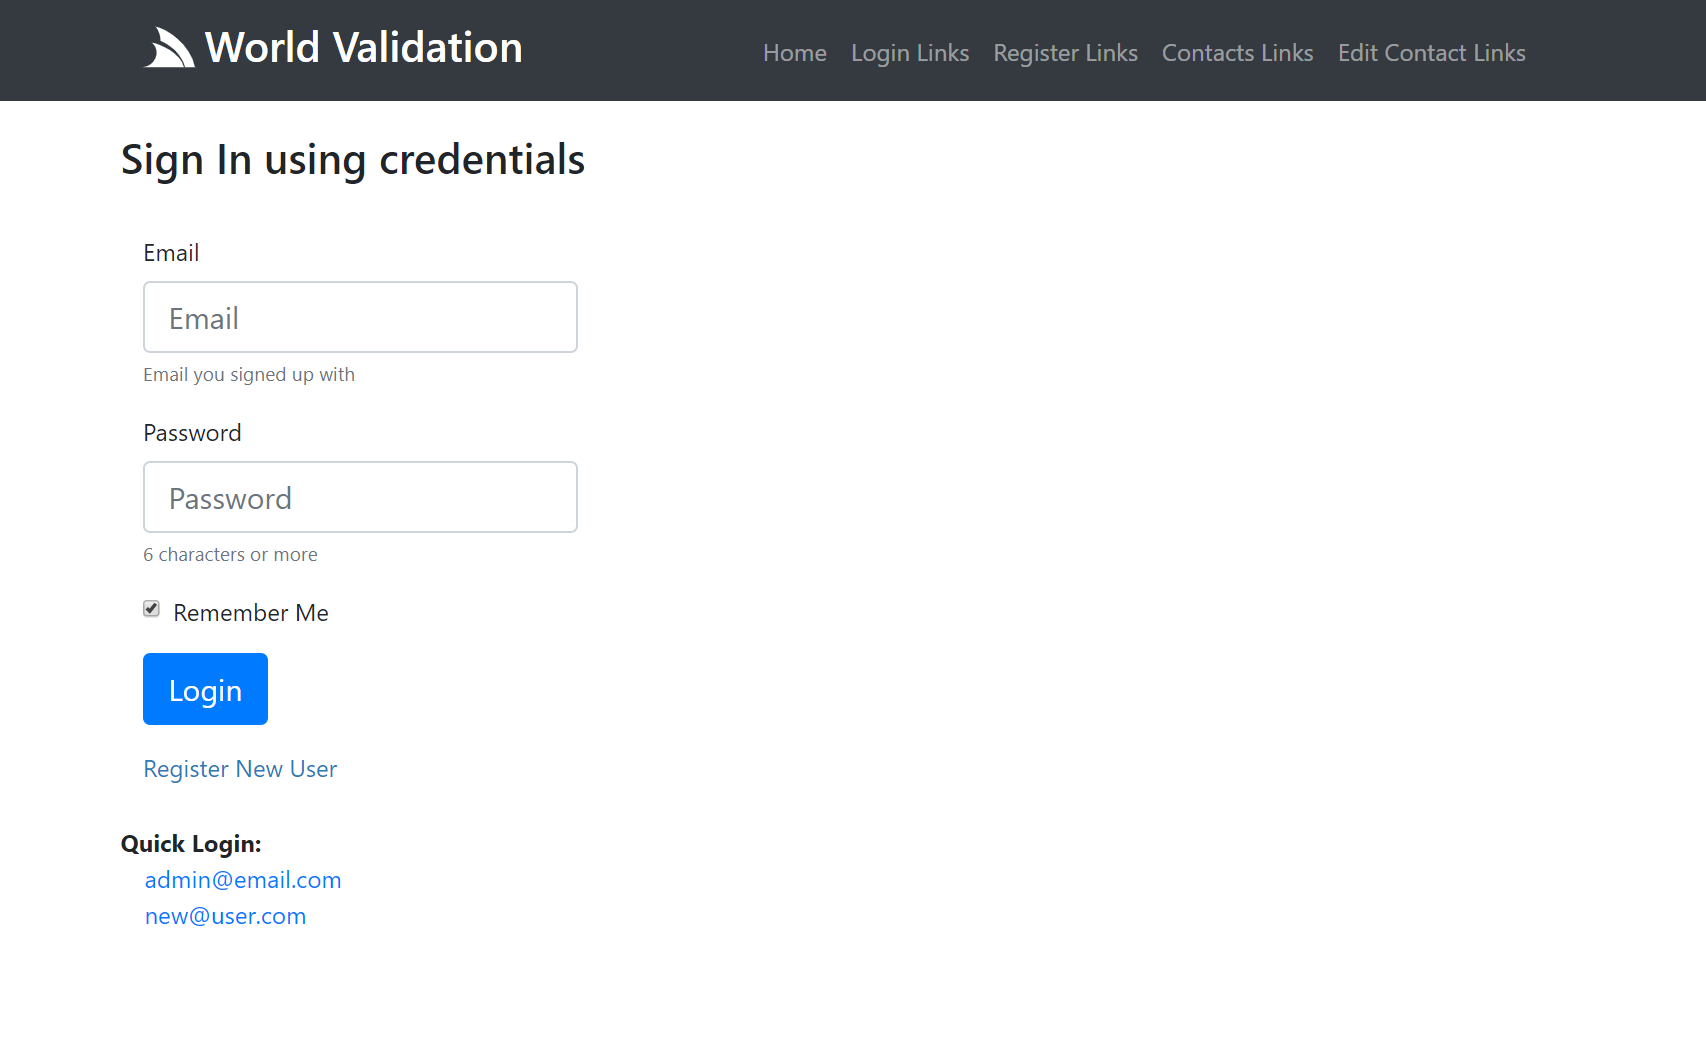 World Validation
Home Login Links Register Links Contacts Links Edit Contact Links
Sign In using credentials
Email
Email
Email you signed up with
Password
Password
6 characters or more
Remember Me
Login
Register New User
Quick Login:
admin@email.com
new@user.com